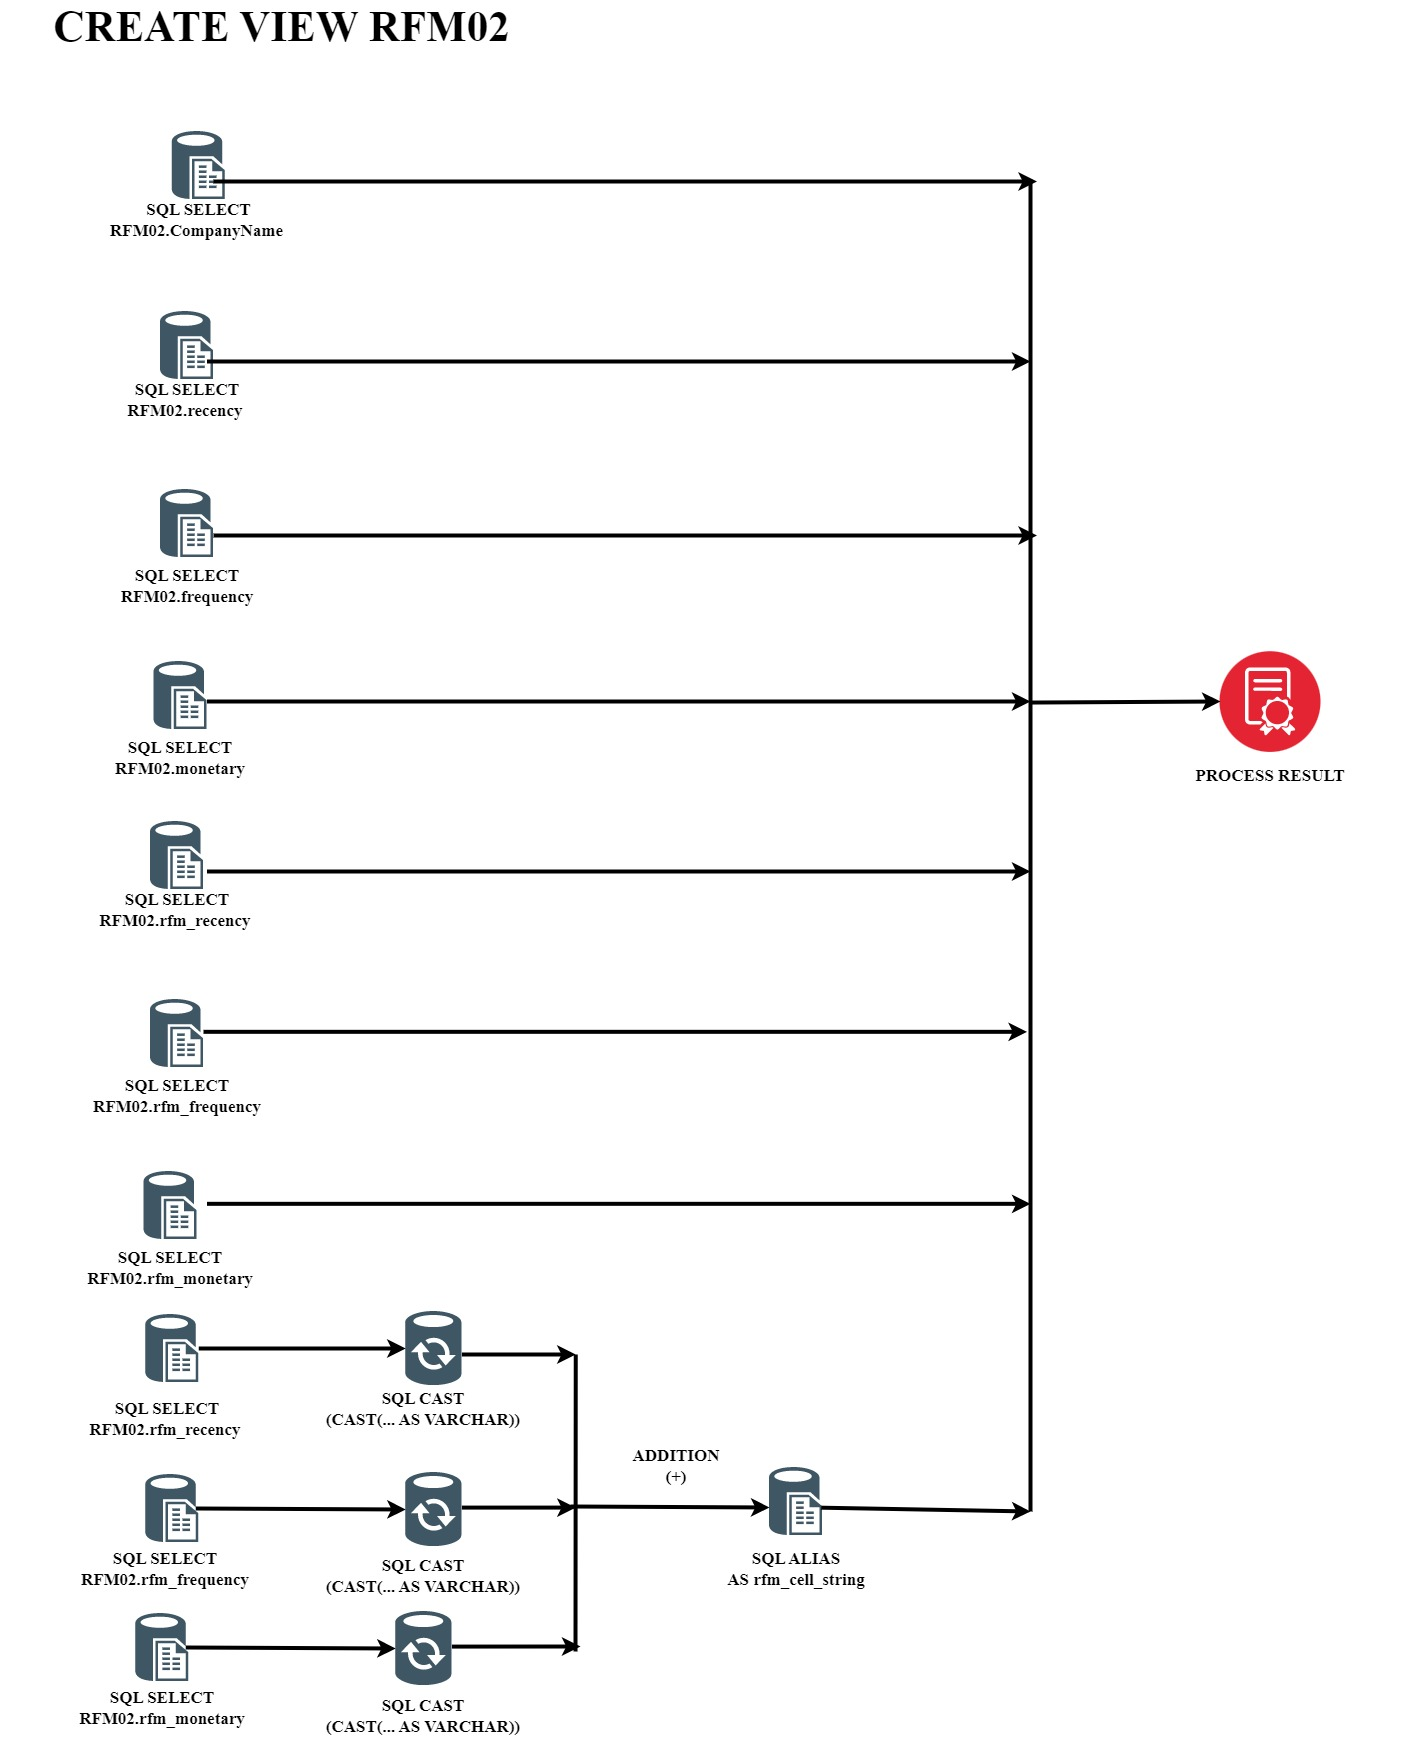 CREATE VIEW RFM02
SQL SELECT
RFM02.CompanyName
SQL SELECT
RFM02.recency
SQL SELECT
RFM02.frequency
SQL SELECT
RFM02.monetary
PROCESS RESULT
SQL SELECT
RFM02.rfm_recency
SQL SELECT
RFM02.rfm_frequency
SQL SELECT
RFM02.rfm_monetary
SQL SELECT
RFM02.rfm_recency
SQL CAST
(CAST(... AS VARCHAR))
ADDITION
(+)
SQL SELECT
RFM02.rfm_frequency
SQL CAST
(CAST(... AS VARCHAR))
SQL ALIAS
AS rfm_cell_string
SQL SELECT
RFM02.rfm_monetary
SQL CAST
(CAST(... AS VARCHAR))